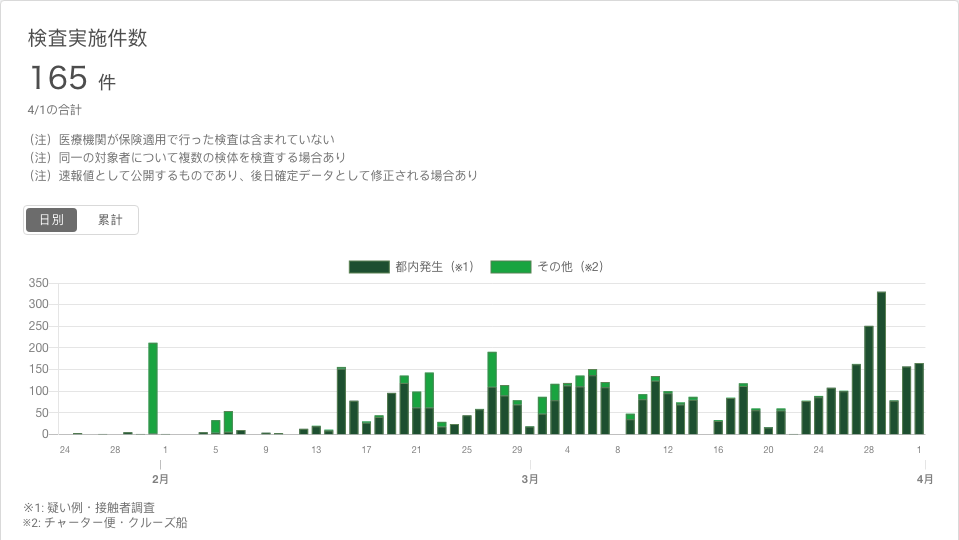 検査実施件数
165 件
4/1の合計
（注）医療機関が保険適用で行った検査は含まれていない
（注）同一の対象者について複数の検体を検査する場合あり
（注）速報値として公開するものであり、後日確定データとして修正される場合あり
日別 累計
都内発生（※1） その他（※2）
350
300
250
200
150
100
50
0
24 28 1 5 9 13 17 21 25 29 4 8 12 16 20 24 28 1
2月 3月 4月
※1: 疑い例・接触者調査
※2: チャーター便・クルーズ船